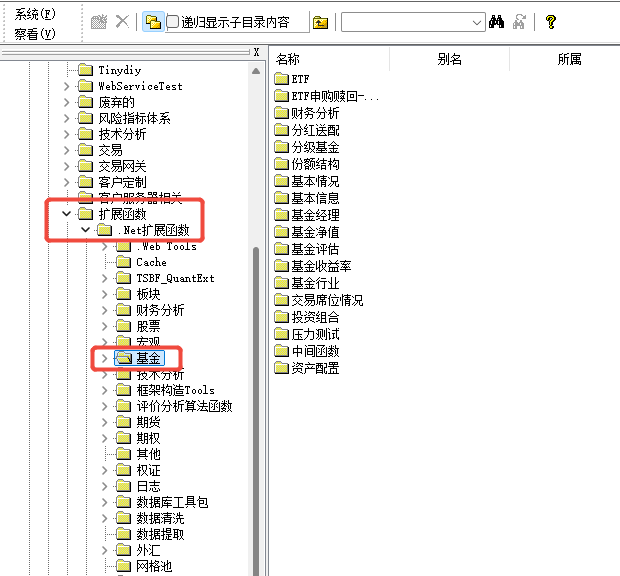 系统(F)
察看(V)
递归显示子目录内容
?
X
Tinydiy
WebServiceTest
废弃的
风险指标体系
技术分析
交易
交易网关
客户定制
客户服务器相关
扩展函数
.Net扩展函数
.Web Tools
Cache
TSBF_QuantExt
板块
财务分析
股票
宏观
基金
技术分析
框架构造Tools
评价分析算法函数
期货
期权
其他
权证
日志
数据库工具包
数据清洗
数据提取
外汇
网格池
名称 别名 所属
ETF
ETF申购赎回-...
财务分析
分红送配
分级基金
份额结构
基本情况
基本信息
基金经理
基金净值
基金评估
基金收益率
基金行业
交易席位情况
投资组合
压力测试
中间函数
资产配置